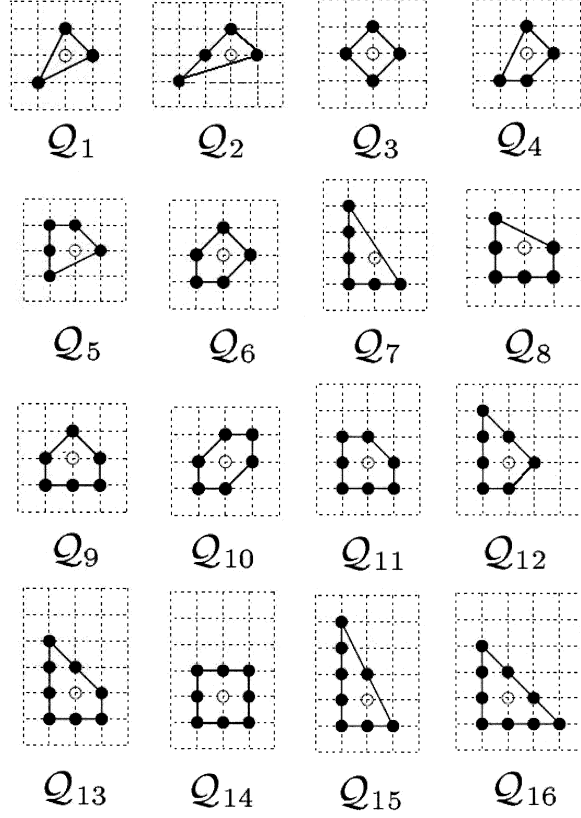 Q₁ Q₂ Q₃ Q₄
Q₅ Q₆ Q₇ Q₈
Q₉ Q₁₀ Q₁₁ Q₁₂
Q₁₃ Q₁₄ Q₁₅ Q₁₆